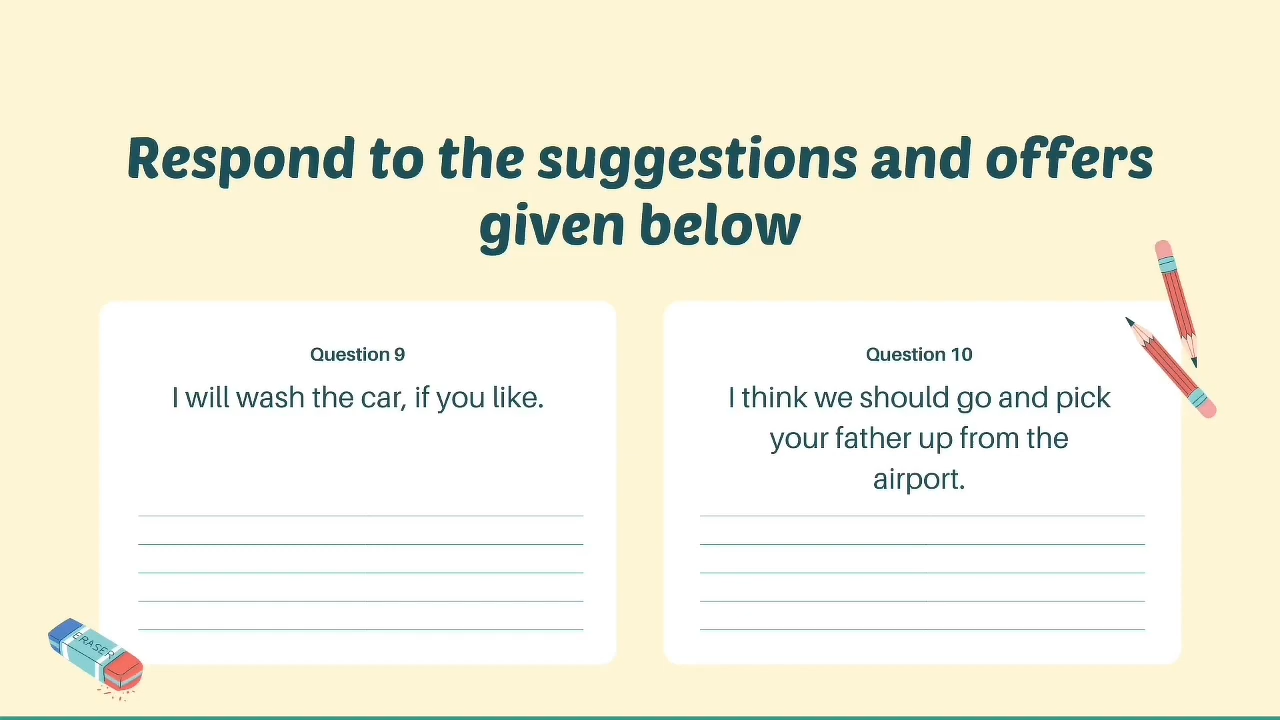 Respond to the suggestions and offers
given below
Question 9
I will wash the car, if you like.
Question 10
I think we should go and pick
your father up from the
airport.
ERASER